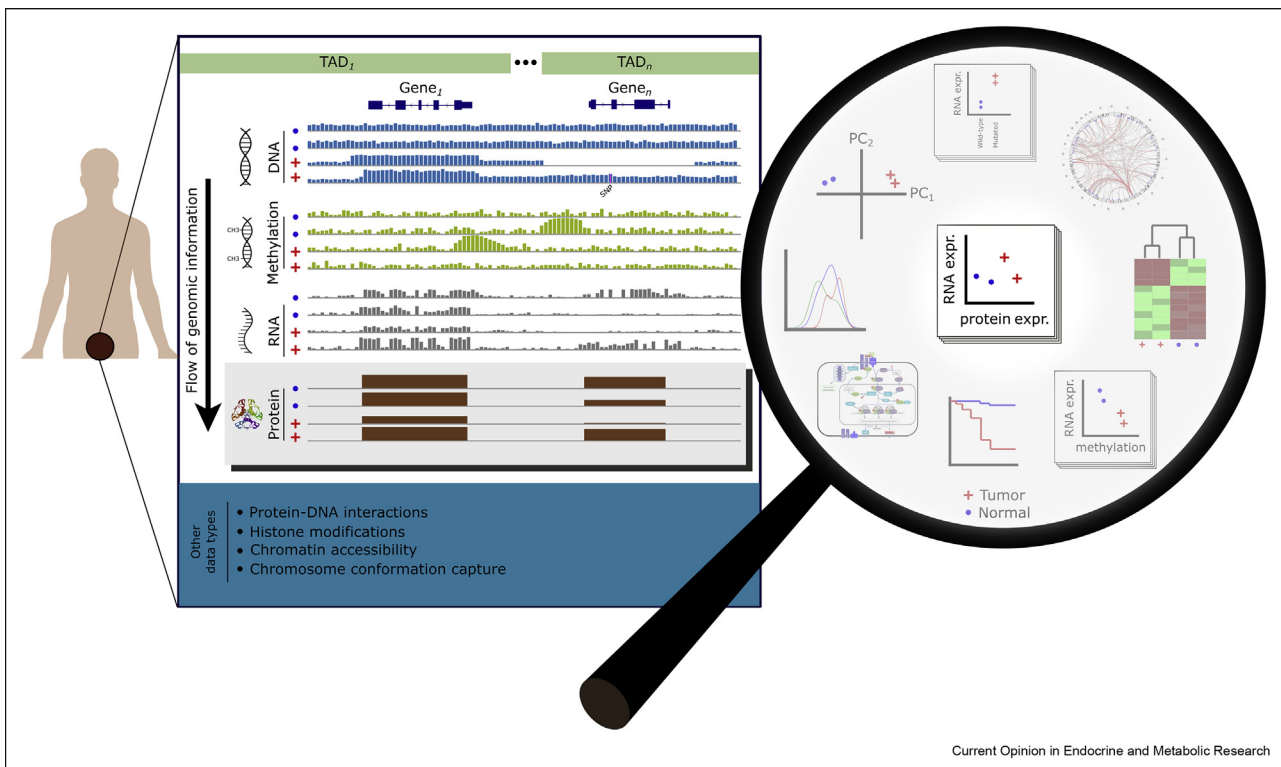 TAD1 ••• TADn
Gene1 Genen
DNA
SNP
CH3
CH3
Methylation
RNA
Protein
Flow of genomic information
Other
data types
• Protein-DNA interactions
• Histone modifications
• Chromatin accessibility
• Chromosome conformation capture
RNA expr.
Wild-type
Mutated
PC2
PC1
RNA expr.
protein expr.
RNA expr.
methylation
+ Tumor
• Normal
Current Opinion in Endocrine and Metabolic Research